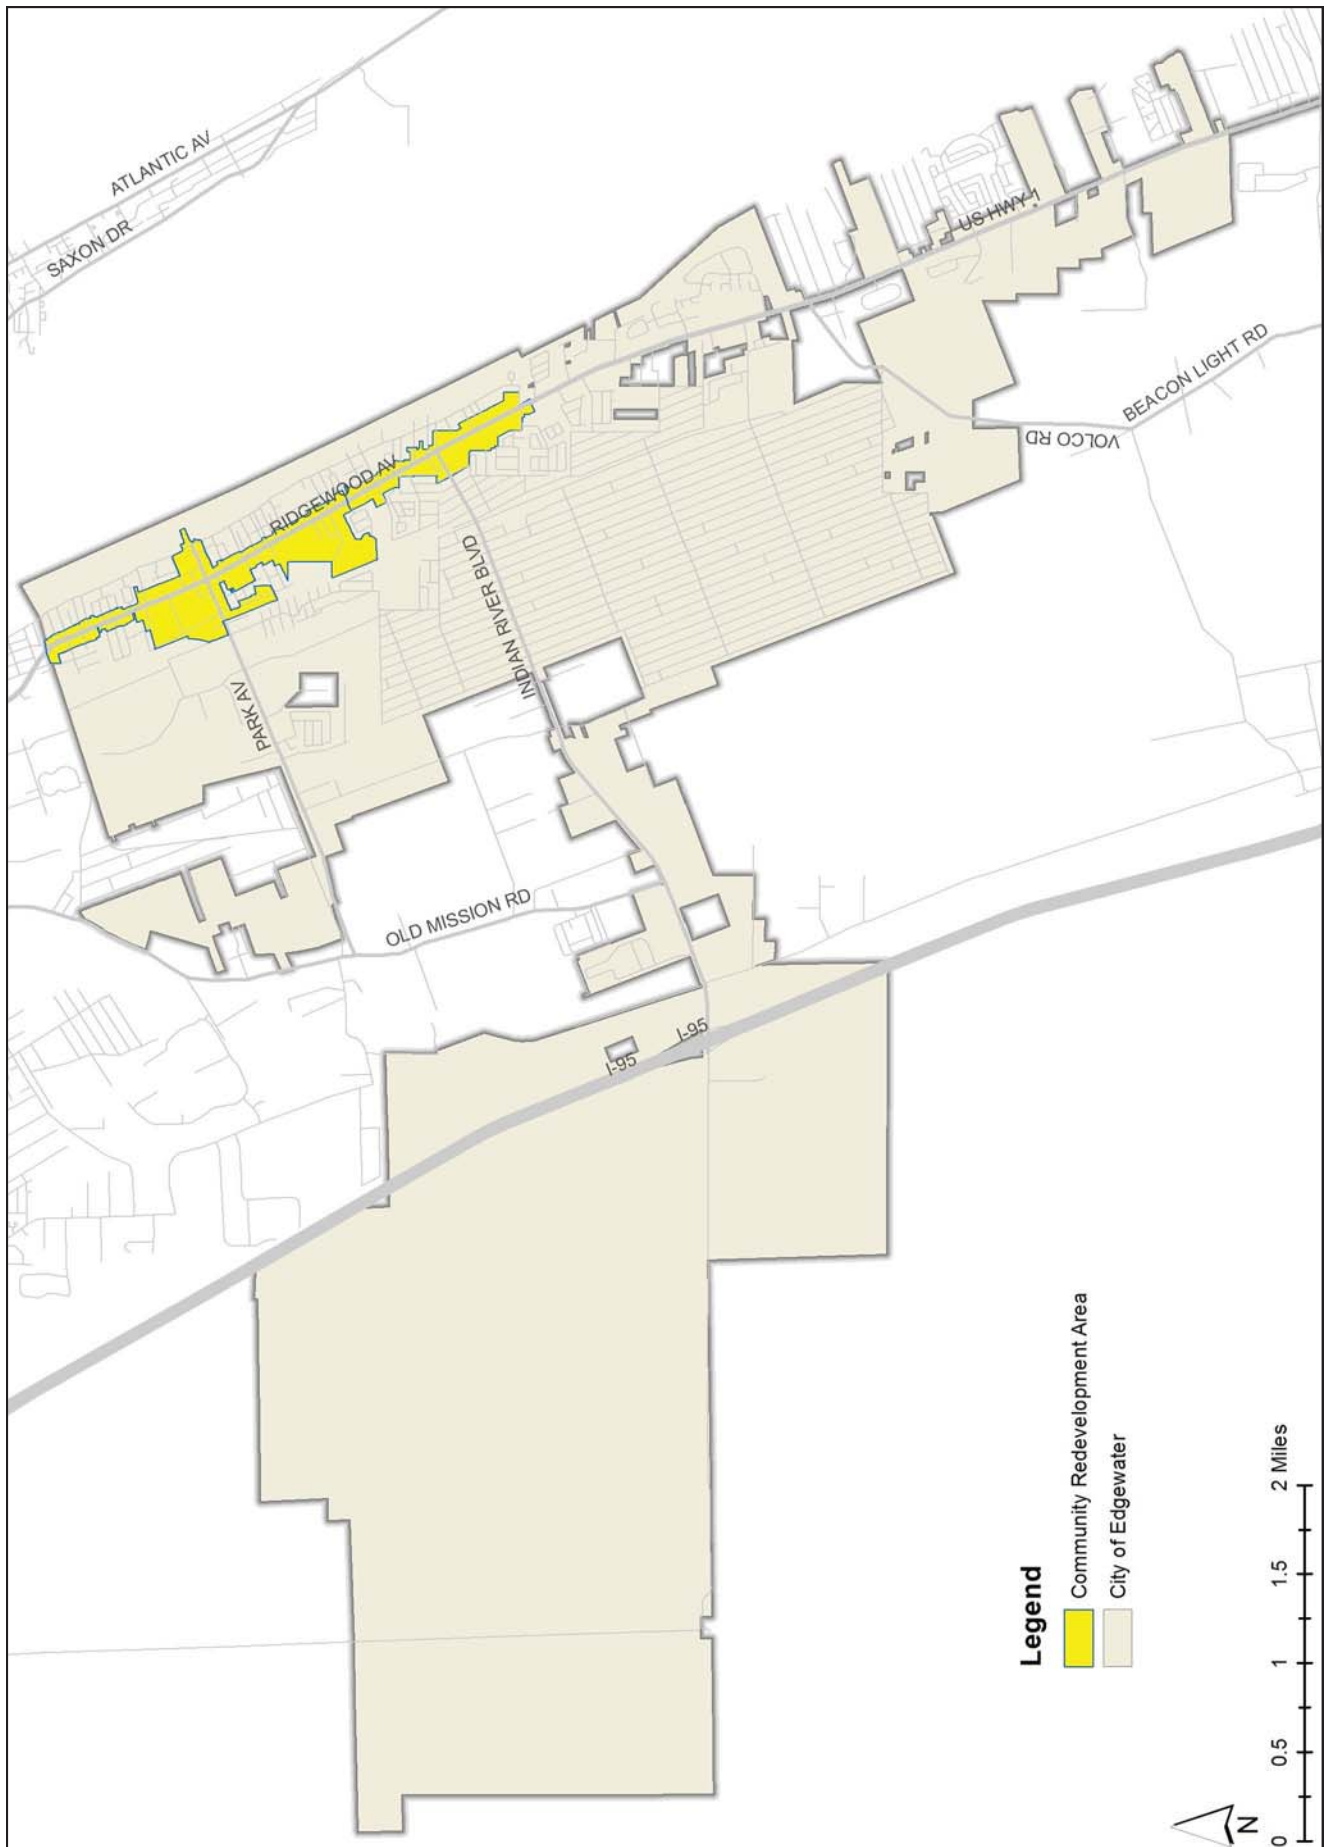 ATLANTIC AV
SAXON DR
US HWY 1
RIDGEWOOD AV
BEACON LIGHT RD
VOLCO RD
INDIAN RIVER BLVD
PARK AV
OLD MISSION RD
I-95
I-95
Legend
Community Redevelopment Area
City of Edgewater
0 0.5 1 1.5 2 Miles
N